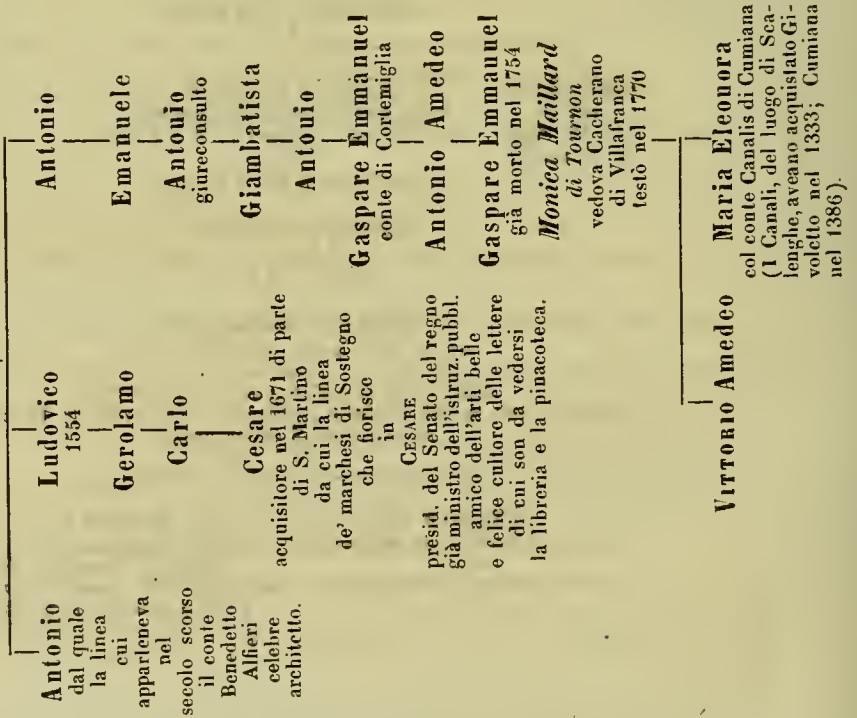 Antonio
dal quale
la linea
cui
apparteneva
nel
secolo scorso
il conte
Benedetto
Alfieri
celebre
architetto.
Ludovico
1554
Gerolamo
Carlo
Cesare
acquisitore nel 1671 di parte
di S. Martino
da cui la linea
de' marchesi di Sostegno
che fiorisce
in
CESARE
presid. del Senato del regno
già ministro dell'istruz. pubbl.
amico dell'arti belle
e felice cultore delle lettere
di cui son da vedersi
la libreria e la pinacoteca.
Antonio
Emanuele
Antonio
giureconsulto
Giambatista
Antonio
Gaspare Emmanuel
conte di Cortemiglia
Antonio Amedeo
Gaspare Emmanuel
già morto nel 1754
Monica Maillard
di Tournon
vedova Cacherano
di Villafranca
testò nel 1770
VITTORIO Amedeo
Maria Eleonora
col conte Canalis di Cumiana
(I Canali, del luogo di Sca-
lenghe, aveano acquistato Gi-
voletto nel 1333; Cumiana
nel 1386).